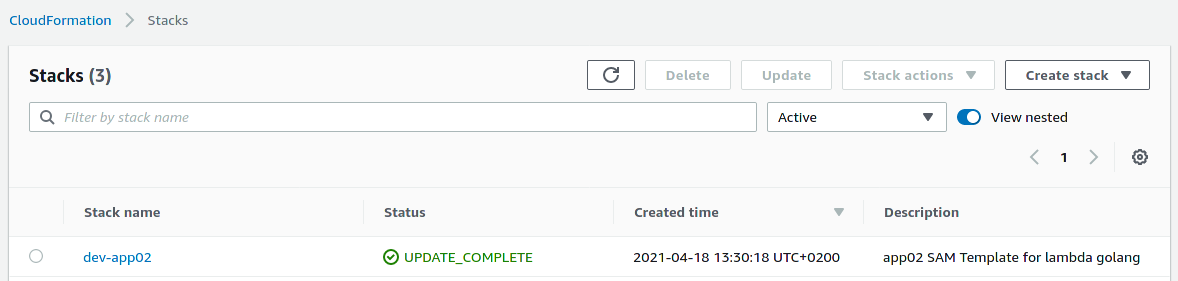 CloudFormation > Stacks
Stacks (3)
Delete
Update
Stack actions
Create stack
Filter by stack name
Active
View nested
1
Stack name Status Created time Description
dev-app02 UPDATE_COMPLETE 2021-04-18 13:30:18 UTC+0200 app02 SAM Template for lambda golang